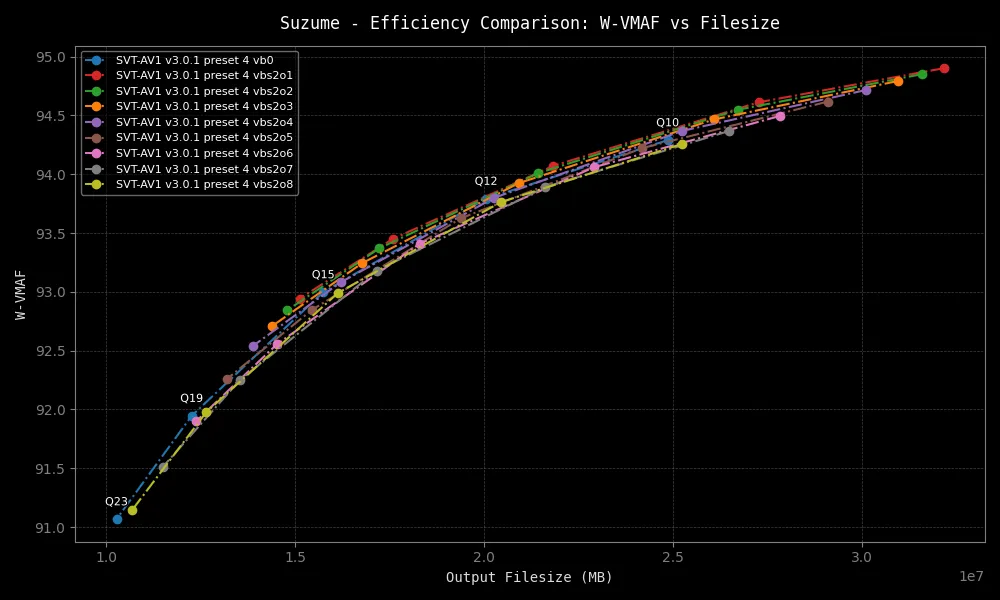 Suzume - Efficiency Comparison: W-VMAF vs Filesize
SVT-AV1 v3.0.1 preset 4 vb0
SVT-AV1 v3.0.1 preset 4 vbs2o1
SVT-AV1 v3.0.1 preset 4 vbs2o2
SVT-AV1 v3.0.1 preset 4 vbs2o3
SVT-AV1 v3.0.1 preset 4 vbs2o4
SVT-AV1 v3.0.1 preset 4 vbs2o5
SVT-AV1 v3.0.1 preset 4 vbs2o6
SVT-AV1 v3.0.1 preset 4 vbs2o7
SVT-AV1 v3.0.1 preset 4 vbs2o8
95.0
94.5
94.0
93.5
93.0
92.5
92.0
91.5
91.0
W-VMAF
Q10
Q12
Q15
Q19
Q23
1.0
1.5
2.0
2.5
3.0
1e7
Output Filesize (MB)